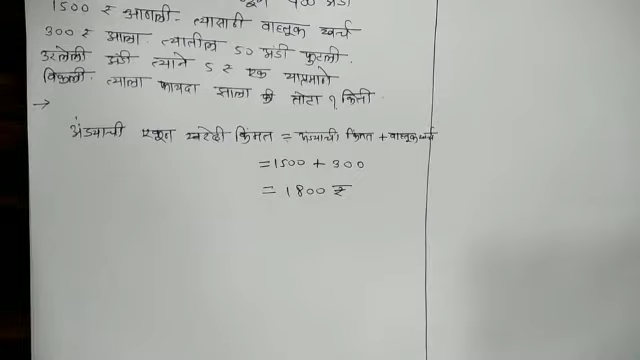 400 अंडी
1500 ₹ आणली. त्यासाठी वाहतूक खर्च
300 ₹ आला. त्यातील 50 अंडी फुटली.
उरलेली अंडी त्याने 5 ₹ एक याप्रमाणे
विकली. त्याला फायदा झाला की तोटा ? किती
→
अंड्याची एकूण खरेदी किंमत = अंड्याची किंमत + वाहतूक खर्च
= 1500 + 300
= 1800 ₹